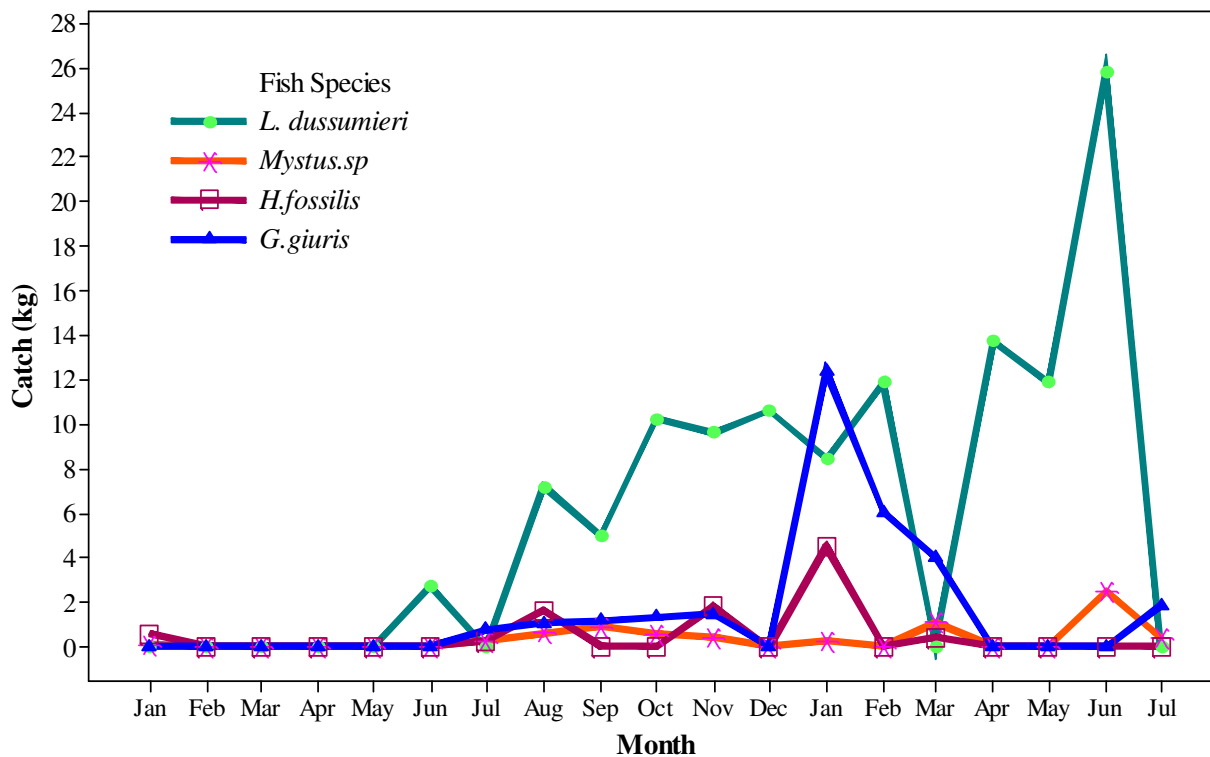 28
26
24
22
20
18
16
14
12
10
8
6
4
2
0
Catch (kg)
Fish Species
L. dussumieri
Mystus.sp
H.fossilis
G.giuris
Jan Feb Mar Apr May Jun Jul Aug Sep Oct Nov Dec Jan Feb Mar Apr May Jun Jul
Month